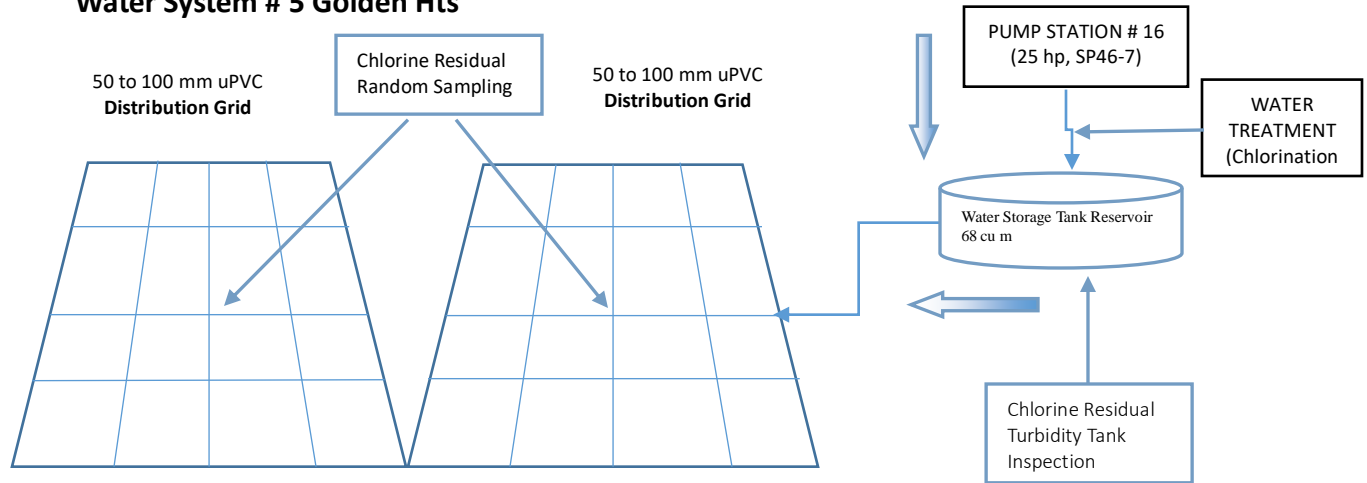 Water System # 5 Golden Hts
50 to 100 mm uPVC
Distribution Grid
Chlorine Residual
Random Sampling
50 to 100 mm uPVC
Distribution Grid
PUMP STATION # 16
(25 hp, SP46-7)
WATER
TREATMENT
(Chlorination
Water Storage Tank Reservoir
68 cu m
Chlorine Residual
Turbidity Tank
Inspection